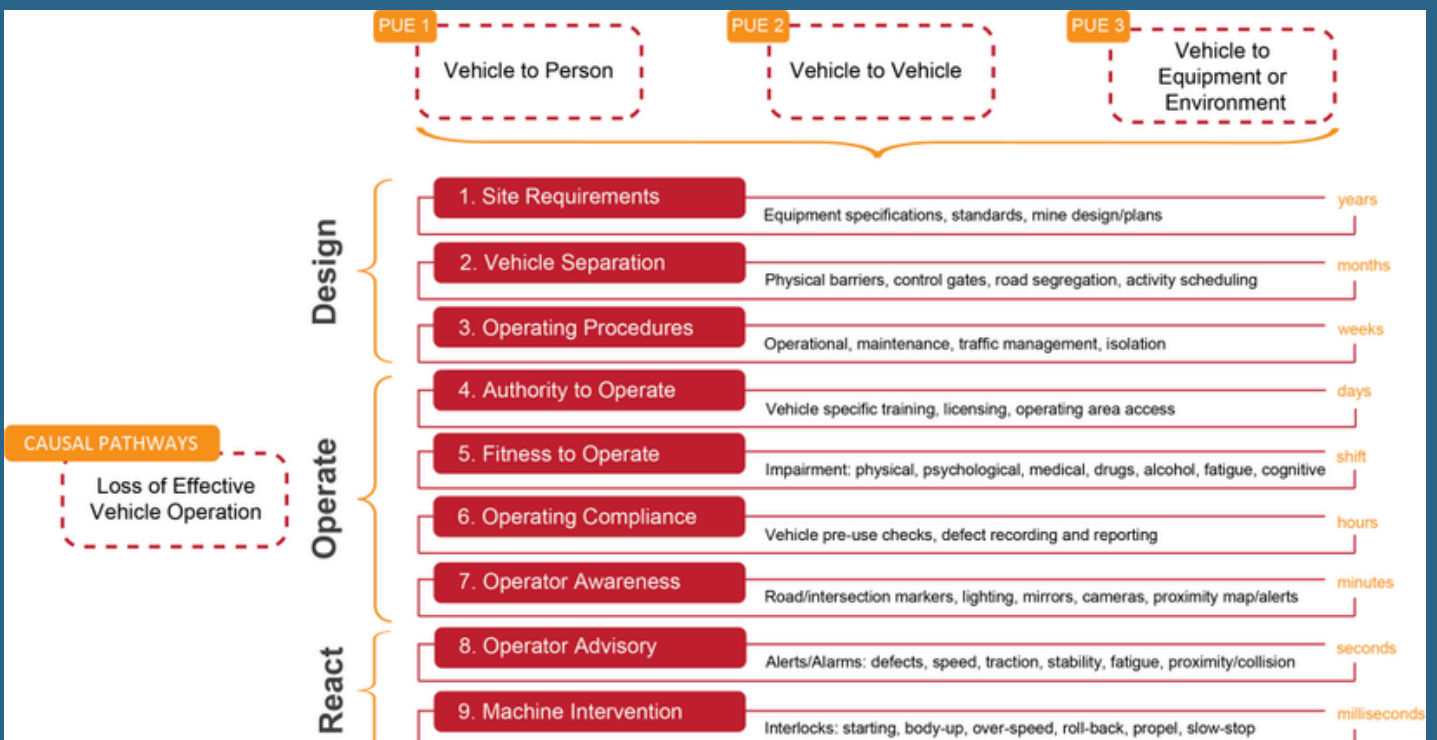 PUE 1
Vehicle to Person
PUE 2
Vehicle to Vehicle
PUE 3
Vehicle to
Equipment or
Environment
Design
1. Site Requirements
Equipment specifications, standards, mine design/plans
years
2. Vehicle Separation
Physical barriers, control gates, road segregation, activity scheduling
months
3. Operating Procedures
Operational, maintenance, traffic management, isolation
weeks
CAUSAL PATHWAYS
Loss of Effective
Vehicle Operation
Operate
4. Authority to Operate
Vehicle specific training, licensing, operating area access
days
5. Fitness to Operate
Impairment: physical, psychological, medical, drugs, alcohol, fatigue, cognitive
shift
6. Operating Compliance
Vehicle pre-use checks, defect recording and reporting
hours
7. Operator Awareness
Road/intersection markers, lighting, mirrors, cameras, proximity map/alerts
minutes
React
8. Operator Advisory
Alerts/Alarms: defects, speed, traction, stability, fatigue, proximity/collision
seconds
9. Machine Intervention
Interlocks: starting, body-up, over-speed, roll-back, propel, slow-stop
milliseconds